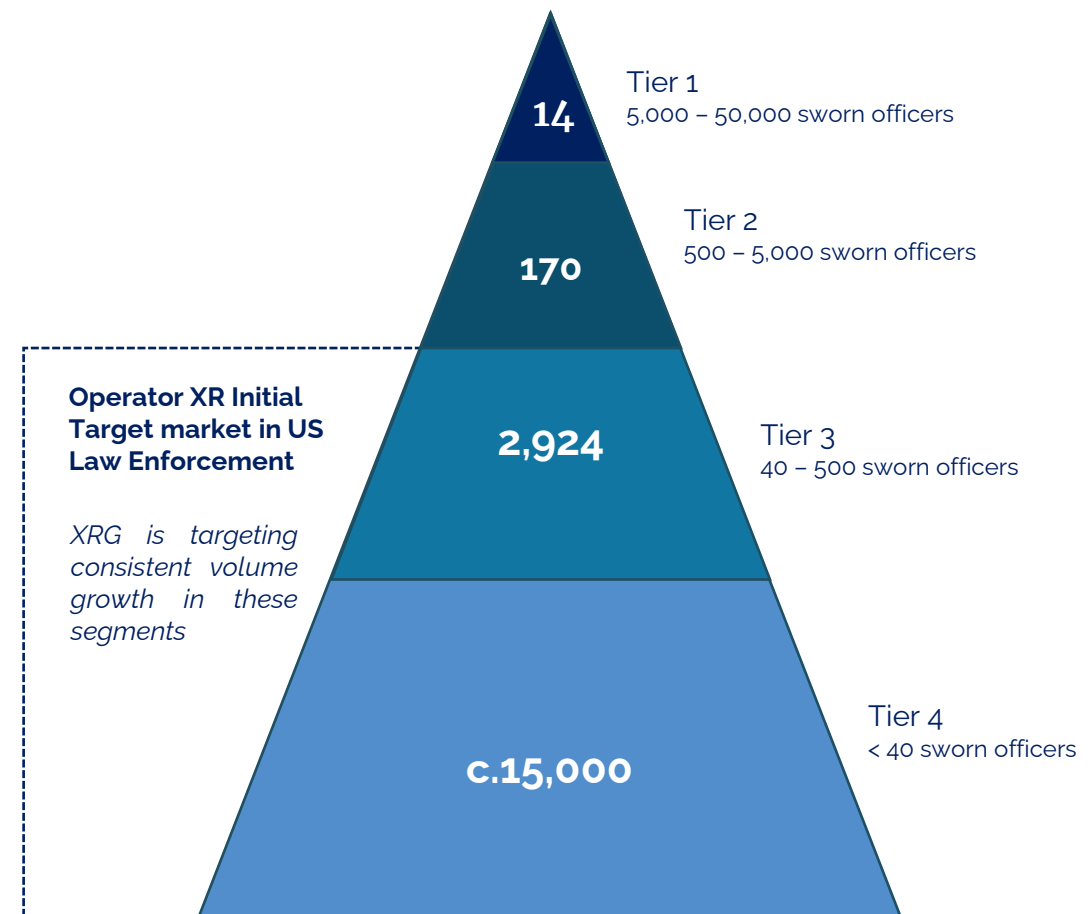 14
Tier 1
5,000 – 50,000 sworn officers
170
Tier 2
500 – 5,000 sworn officers
Operator XR Initial
Target market in US
Law Enforcement
XRG is targeting
consistent volume
growth in these
segments
2,924
Tier 3
40 – 500 sworn officers
c.15,000
Tier 4
< 40 sworn officers